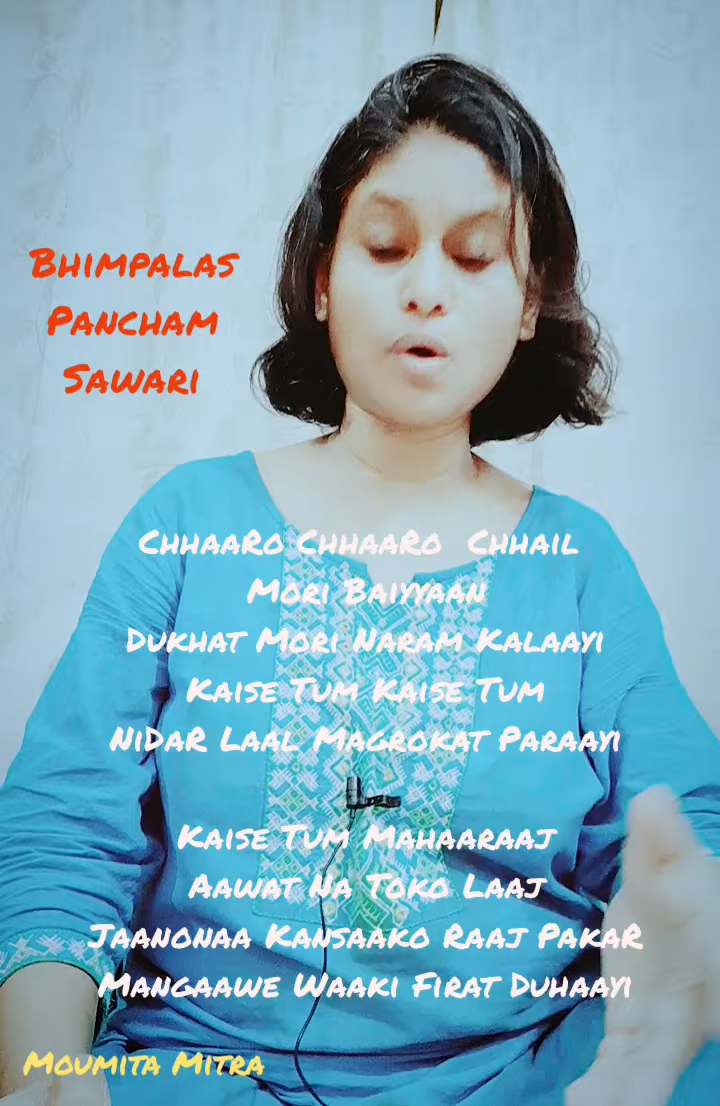 Bhimpalas
Pancham
Sawari
ChhaaRo ChhaaRo Chhail
Mori Baiyyaan
Dukhat Mori Naram Kalaayi
Kaise Tum Kaise Tum
NiDaR Laal Magrokat Paraayi
Kaise Tum Mahaaraaj
Aawat Na Toko Laaj
Jaanonaa Kansaako Raaj PakaR
Mangaawe Waaki Firat Duhaayi
Moumita Mitra